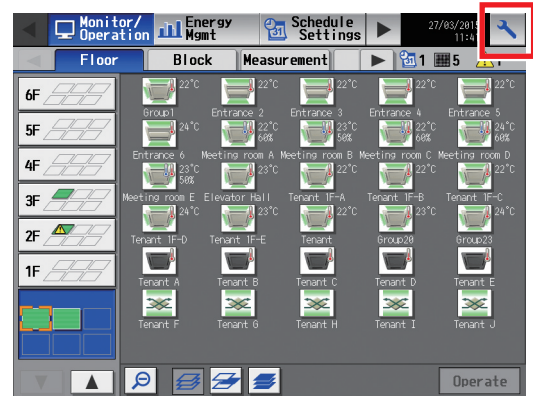 Monitor/ Operation
Energy Mgmt
Schedule Settings
27/03/2015
11:4
Floor
Block
Measurement
1
5
1
6F
5F
4F
3F
2F
1F
22°C 22°C 22°C 22°C 22°C
Group1 Entrance 2 Entrance 3 Entrance 4 Entrance 5
24°C 22°C 60% 23°C 50% 22°C 60% 24°C 60%
Entrance 6 Meeting room A Meeting room B Meeting room C Meeting room D
23°C 50% 23°C 22°C 22°C 22°C
Meeting room E Elevator Hall Tenant 1F-A Tenant 1F-B Tenant 1F-C
24°C 22°C 22°C 23°C 24°C
Tenant 1F-D Tenant 1F-E Tenant Group20 Group23
Tenant A Tenant B Tenant C Tenant D Tenant E
Tenant F Tenant G Tenant H Tenant I Tenant J
Operate